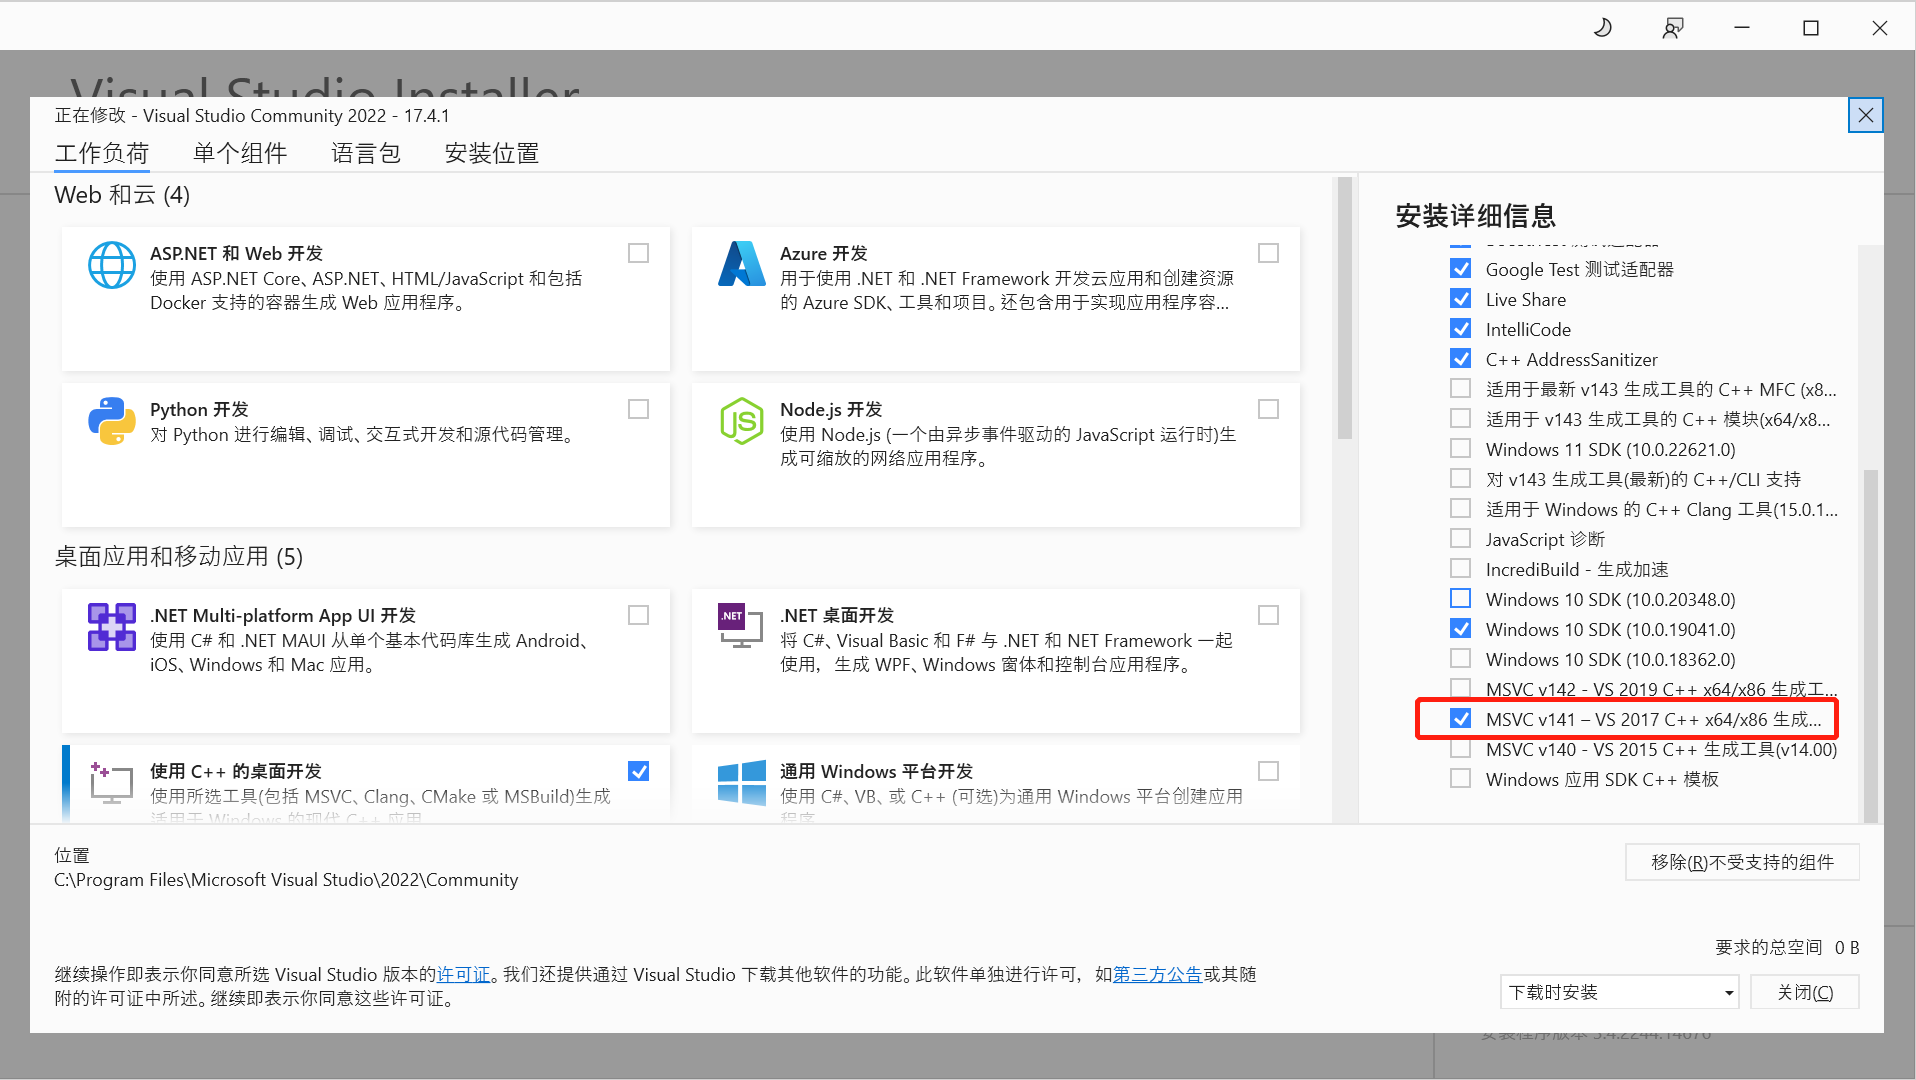 Visual Studio Installer
正在修改 - Visual Studio Community 2022 - 17.4.1
工作负荷 单个组件 语言包 安装位置
Web 和云 (4)
ASP.NET 和 Web 开发
使用 ASP.NET Core、ASP.NET、HTML/JavaScript 和包括
Docker 支持的容器生成 Web 应用程序。
Azure 开发
用于使用 .NET 和 .NET Framework 开发云应用和创建资源
的 Azure SDK、工具和项目。还包含用于实现应用程序容...
Python 开发
对 Python 进行编辑、调试、交互式开发和源代码管理。
Node.js 开发
使用 Node.js (一个由异步事件驱动的 JavaScript 运行时)生
成可缩放的网络应用程序。
桌面应用和移动应用 (5)
.NET Multi-platform App UI 开发
使用 C# 和 .NET MAUI 从单个基本代码库生成 Android、
iOS、Windows 和 Mac 应用。
.NET
.NET 桌面开发
将 C#、Visual Basic 和 F# 与 .NET 和 NET Framework 一起
使用，生成 WPF、Windows 窗体和控制台应用程序。
使用 C++ 的桌面开发
使用所选工具(包括 MSVC、Clang、CMake 或 MSBuild)生成
适用于 Windows 的现代 C++ 应用
通用 Windows 平台开发
使用 C#、VB、或 C++ (可选)为通用 Windows 平台创建应用
程序
安装详细信息
Google Test 测试适配器
Live Share
IntelliCode
C++ AddressSanitizer
适用于最新 v143 生成工具的 C++ MFC (x8...
适用于 v143 生成工具的 C++ 模块(x64/x8...
Windows 11 SDK (10.0.22621.0)
对 v143 生成工具(最新)的 C++/CLI 支持
适用于 Windows 的 C++ Clang 工具(15.0.1...
JavaScript 诊断
IncrediBuild - 生成加速
Windows 10 SDK (10.0.20348.0)
Windows 10 SDK (10.0.19041.0)
Windows 10 SDK (10.0.18362.0)
MSVC v142 - VS 2019 C++ x64/x86 生成工...
MSVC v141 – VS 2017 C++ x64/x86 生成...
MSVC v140 - VS 2015 C++ 生成工具(v14.00)
Windows 应用 SDK C++ 模板
位置
C:\Program Files\Microsoft Visual Studio\2022\Community
移除(R)不受支持的组件
要求的总空间 0 B
继续操作即表示你同意所选 Visual Studio 版本的许可证。我们还提供通过 Visual Studio 下载其他软件的功能。此软件单独进行许可，如第三方公告或其随
附的许可证中所述。继续即表示你同意这些许可证。
下载时安装
关闭(C)
安装程序版本 3.4.2244.14676